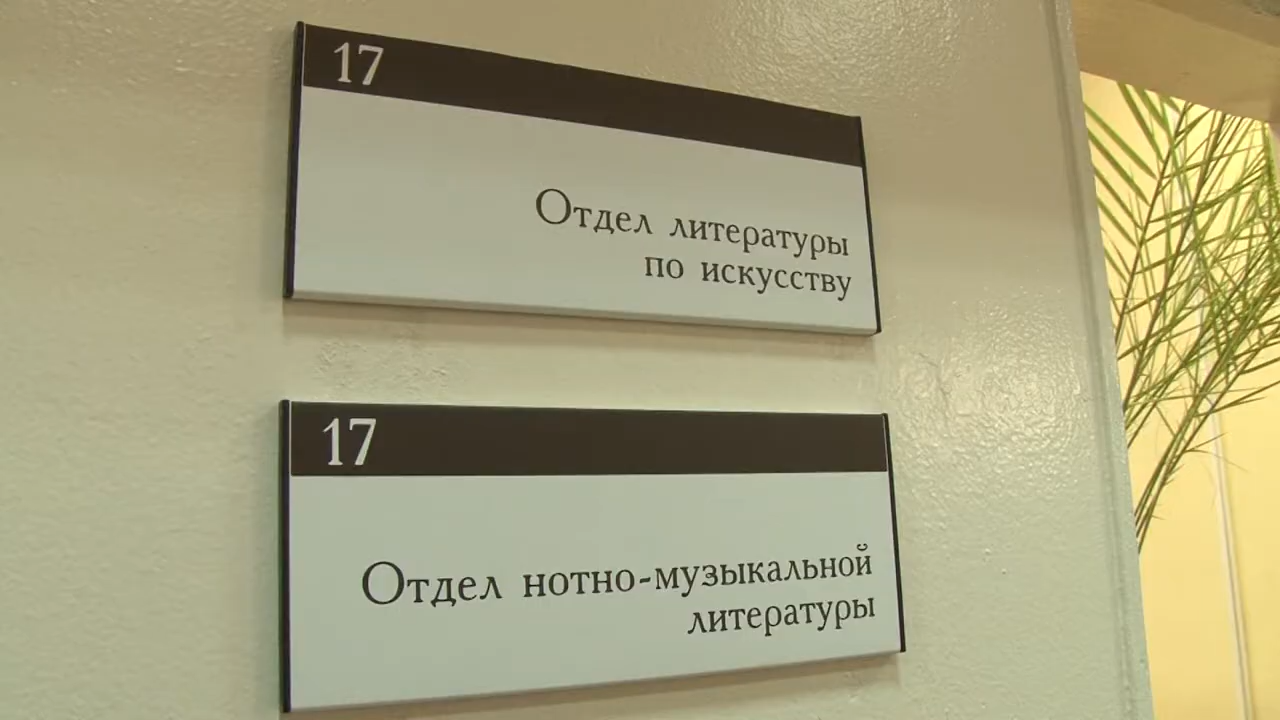 17
Отдел литературы
по искусству
17
Отдел нотно-музыкальной
литературы